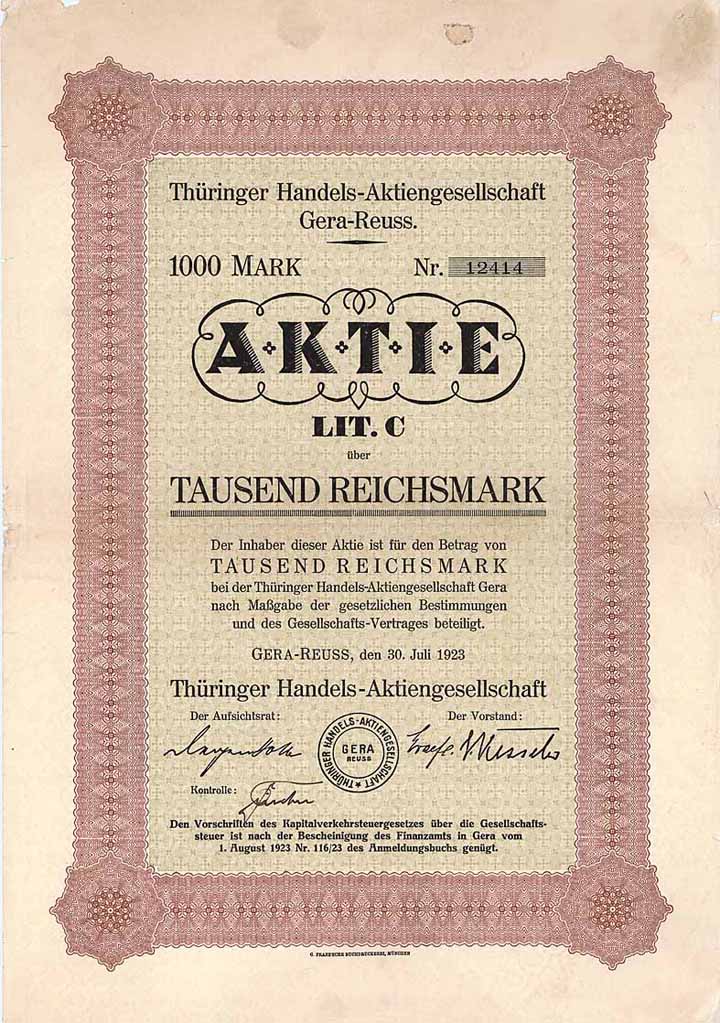 Thüringer Handels-Aktiengesellschaft
Gera-Reuss.
1000 MARK Nr. 12414
A·K·T·I·E
LIT. C
über
TAUSEND REICHSMARK
Der Inhaber dieser Aktie ist für den Betrag von
TAUSEND REICHSMARK
bei der Thüringer Handels-Aktiengesellschaft Gera
nach Maßgabe der gesetzlichen Bestimmungen
und des Gesellschafts-Vertrages beteiligt.
GERA-REUSS, den 30. Juli 1923
Thüringer Handels-Aktiengesellschaft
Der Aufsichtsrat: Der Vorstand:
THÜRINGER HANDELS-AKTIENGESELLSCHAFT
GERA
REUSS
Kontrolle:
Den Vorschriften des Kapitalverkehrsteuergesetzes über die Gesellschafts-
steuer ist nach der Bescheinigung des Finanzamts in Gera vom
1. August 1923 Nr. 116/23 des Anmeldungsbuchs genügt.
G. FRANZ'SCHE BUCHDRUCKEREI, MÜNCHEN